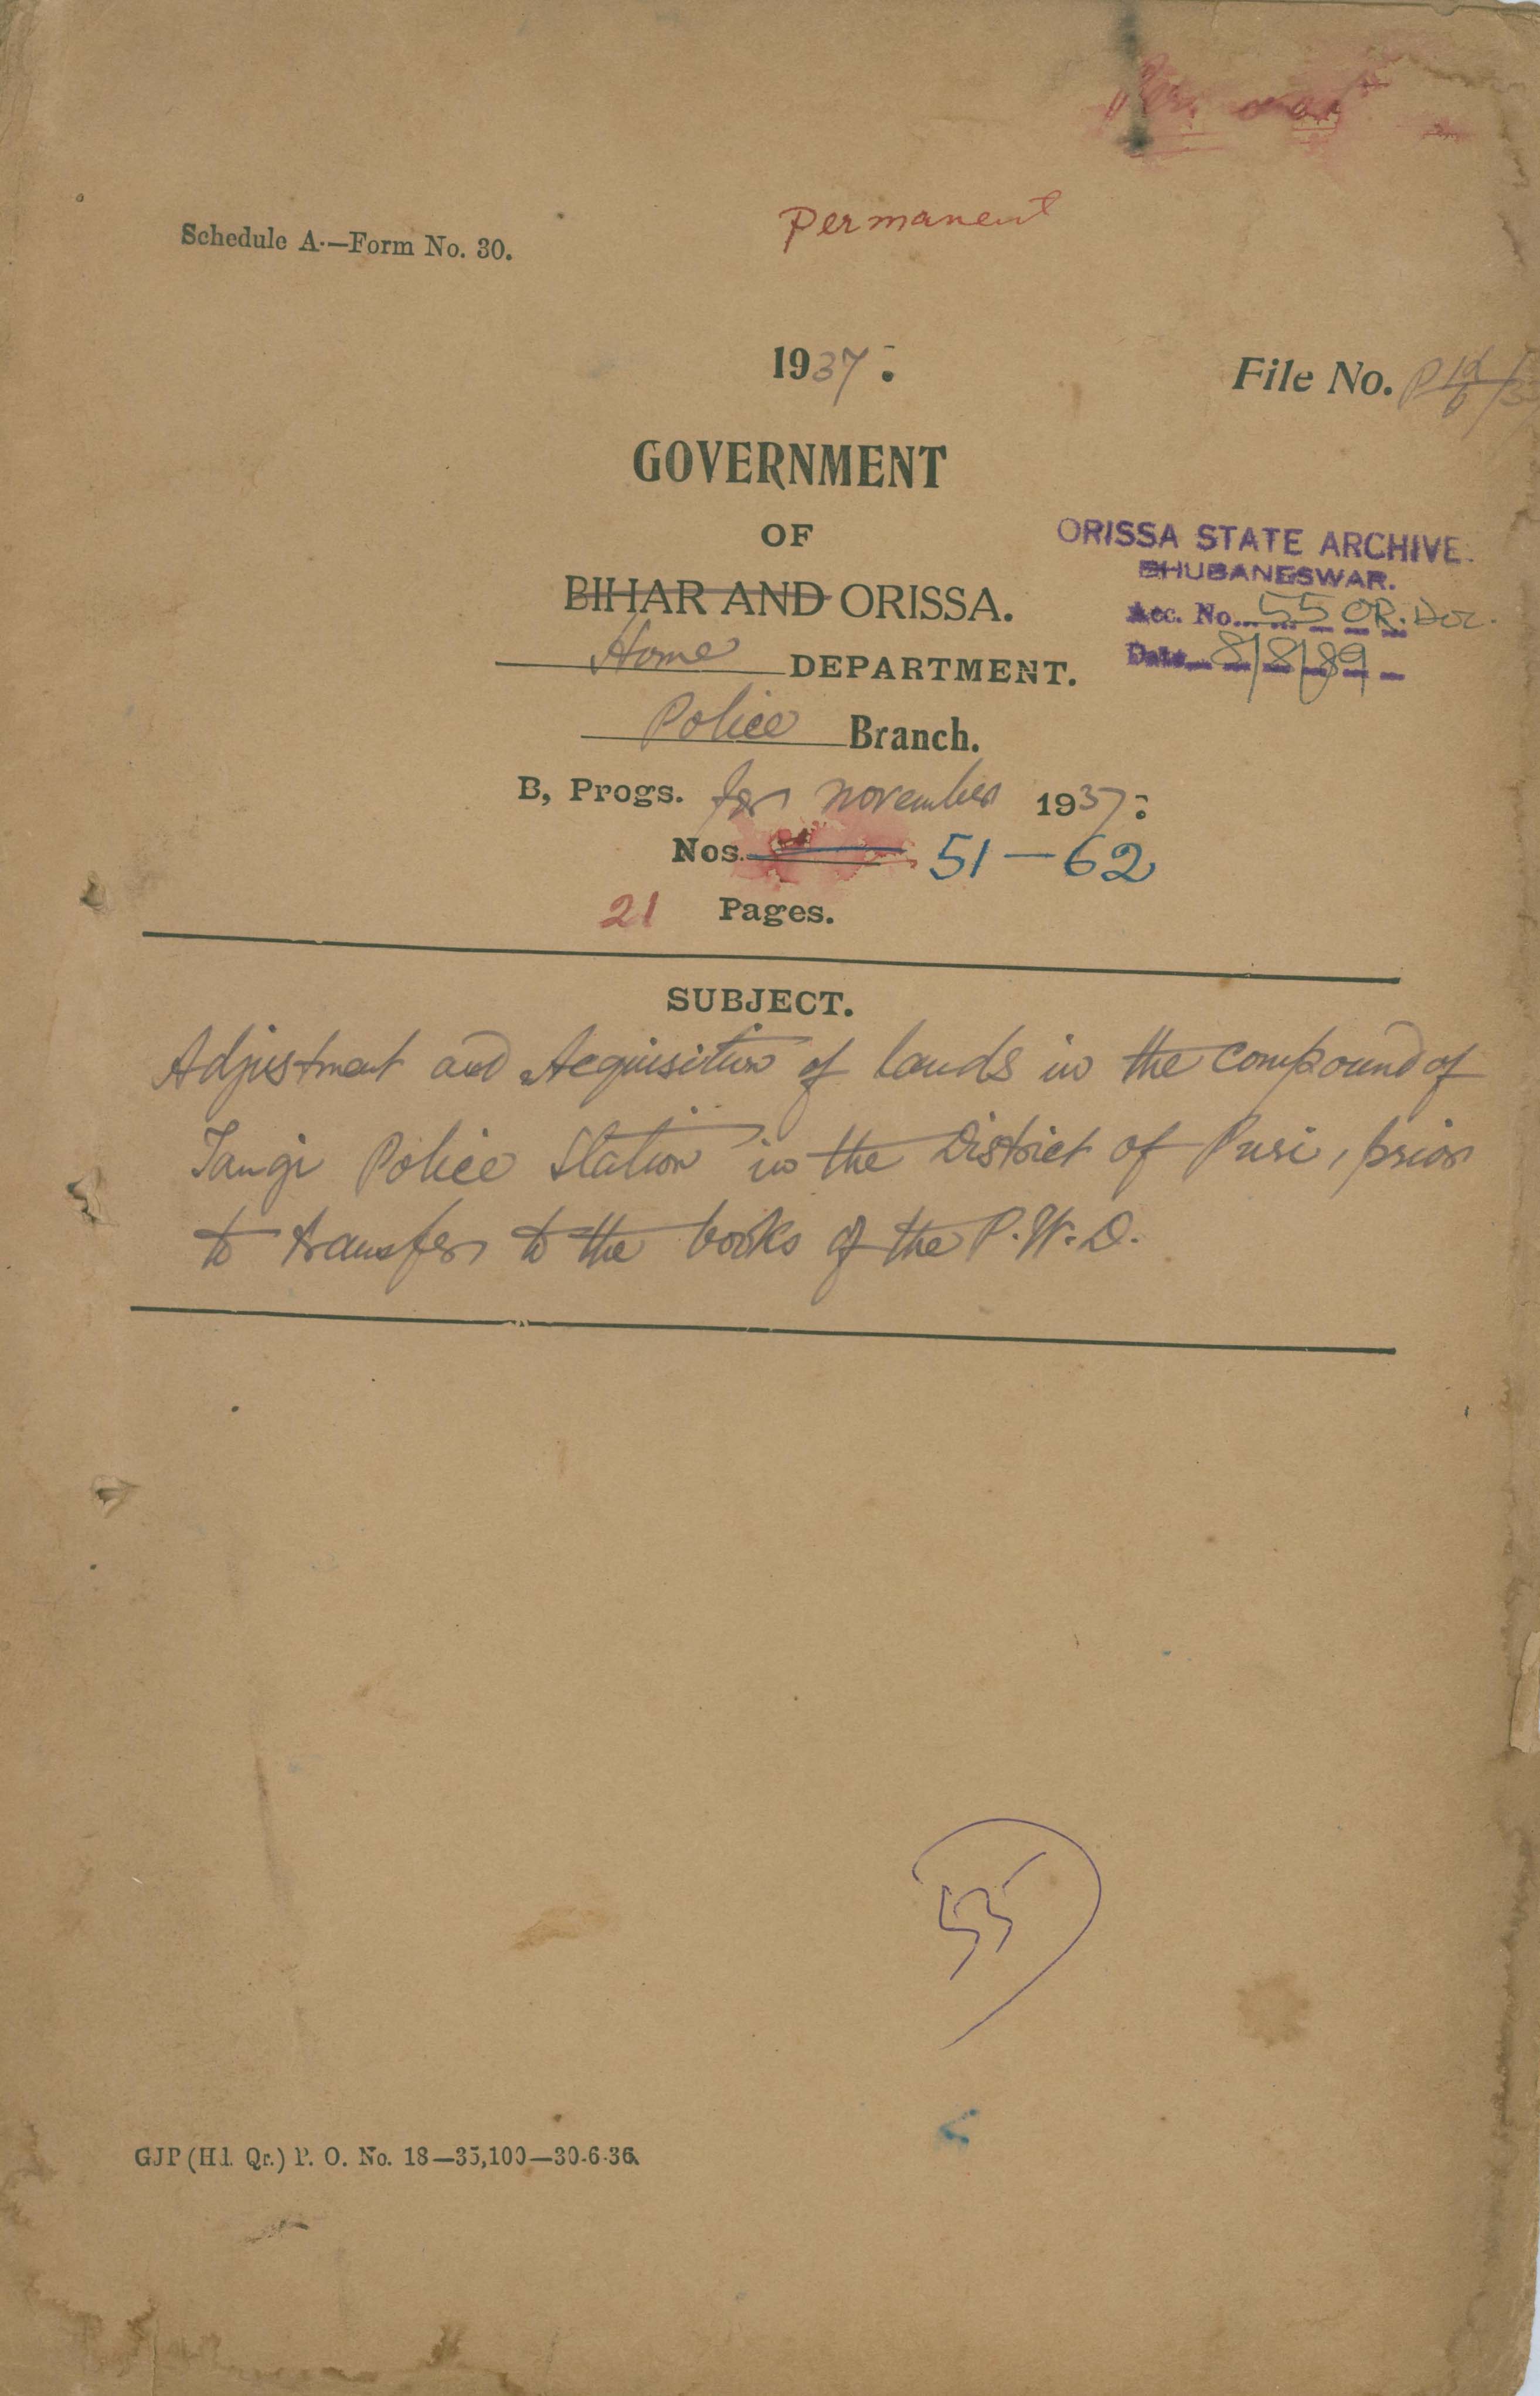 Permanent
Schedule A.—Form No. 30.
1937.
File No.
GOVERNMENT
OF
BIHAR AND ORISSA.
Home DEPARTMENT.
Police Branch.
B, Progs. for November 1937.
Nos. 51—62
21 Pages.
ORISSA STATE ARCHIVE
BHUBANESWAR.
Acc. No. 55 OR. Doc.
Date 8/8/89
SUBJECT.
Adjustment and Acquisition of lands in the compound of
Tangi Police Station in the District of Puri, prior
to transfer to the books of the P.W.D.
55
GJP (Hd. Qr.) P. O. No. 18—35,100—30-6-36.